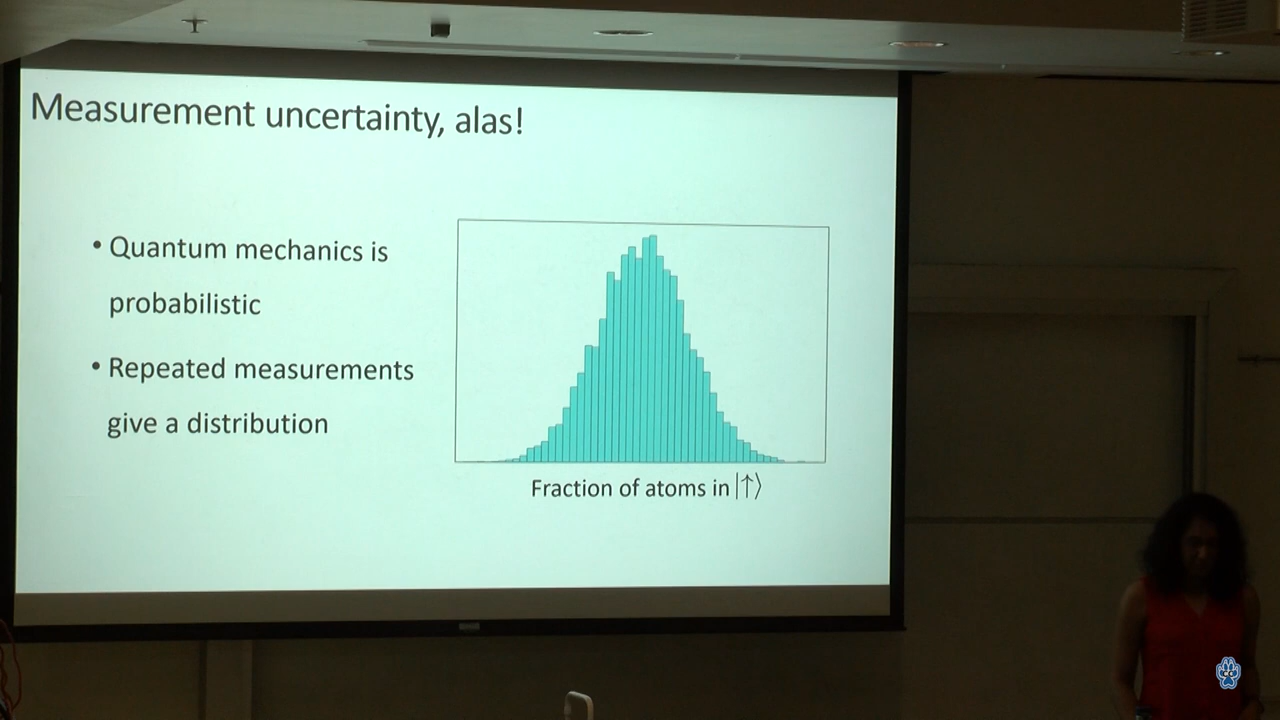 Measurement uncertainty, alas!
• Quantum mechanics is
probabilistic
• Repeated measurements
give a distribution
Fraction of atoms in |↑⟩